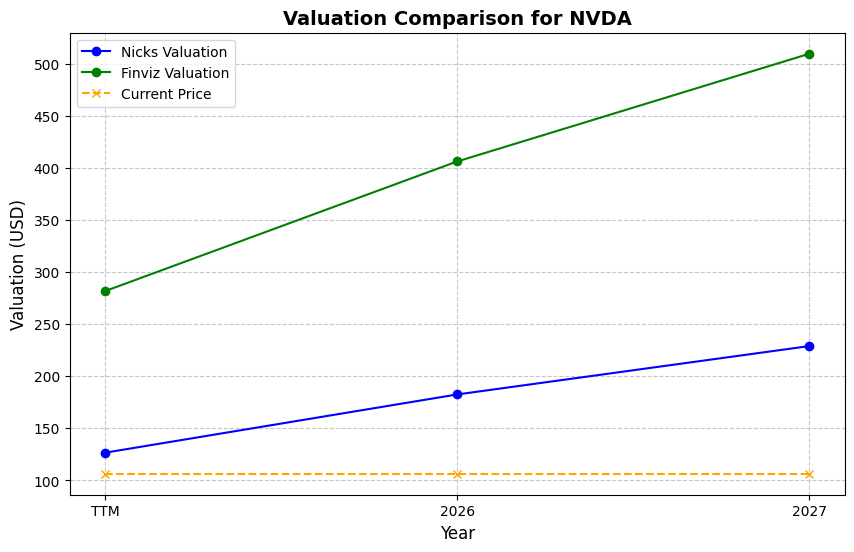 Valuation Comparison for NVDA
Nicks Valuation
Finviz Valuation
Current Price
Valuation (USD)
500
450
400
350
300
250
200
150
100
TTM
2026
2027
Year